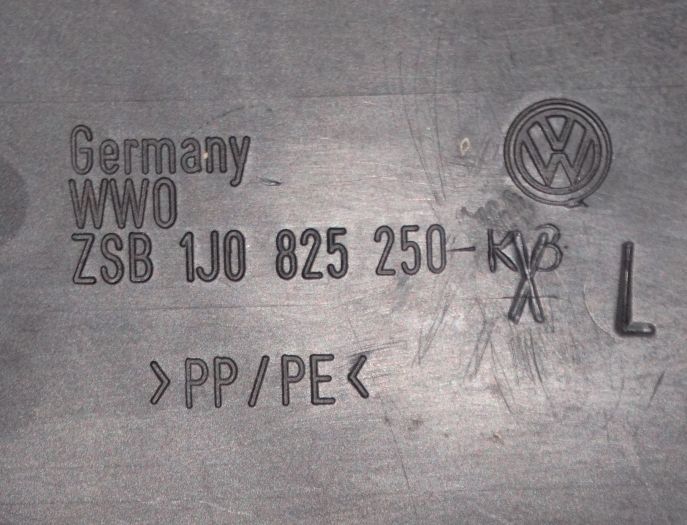 Germany
WWO
ZSB 1J0 825 250
L
>PP/PE<